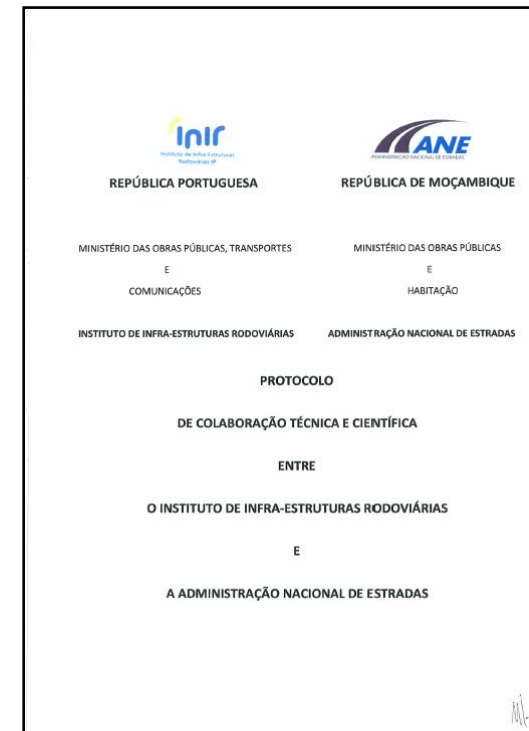 inir
Instituto de Infra-Estruturas
Rodoviárias IP
ANE
ADMINISTRAÇÃO NACIONAL DE ESTRADAS
REPÚBLICA PORTUGUESA
REPÚBLICA DE MOÇAMBIQUE
MINISTÉRIO DAS OBRAS PÚBLICAS, TRANSPORTES
E
COMUNICAÇÕES
MINISTÉRIO DAS OBRAS PÚBLICAS
E
HABITAÇÃO
INSTITUTO DE INFRA-ESTRUTURAS RODOVIÁRIAS
ADMINISTRAÇÃO NACIONAL DE ESTRADAS
PROTOCOLO
DE COLABORAÇÃO TÉCNICA E CIENTÍFICA
ENTRE
O INSTITUTO DE INFRA-ESTRUTURAS RODOVIÁRIAS
E
A ADMINISTRAÇÃO NACIONAL DE ESTRADAS